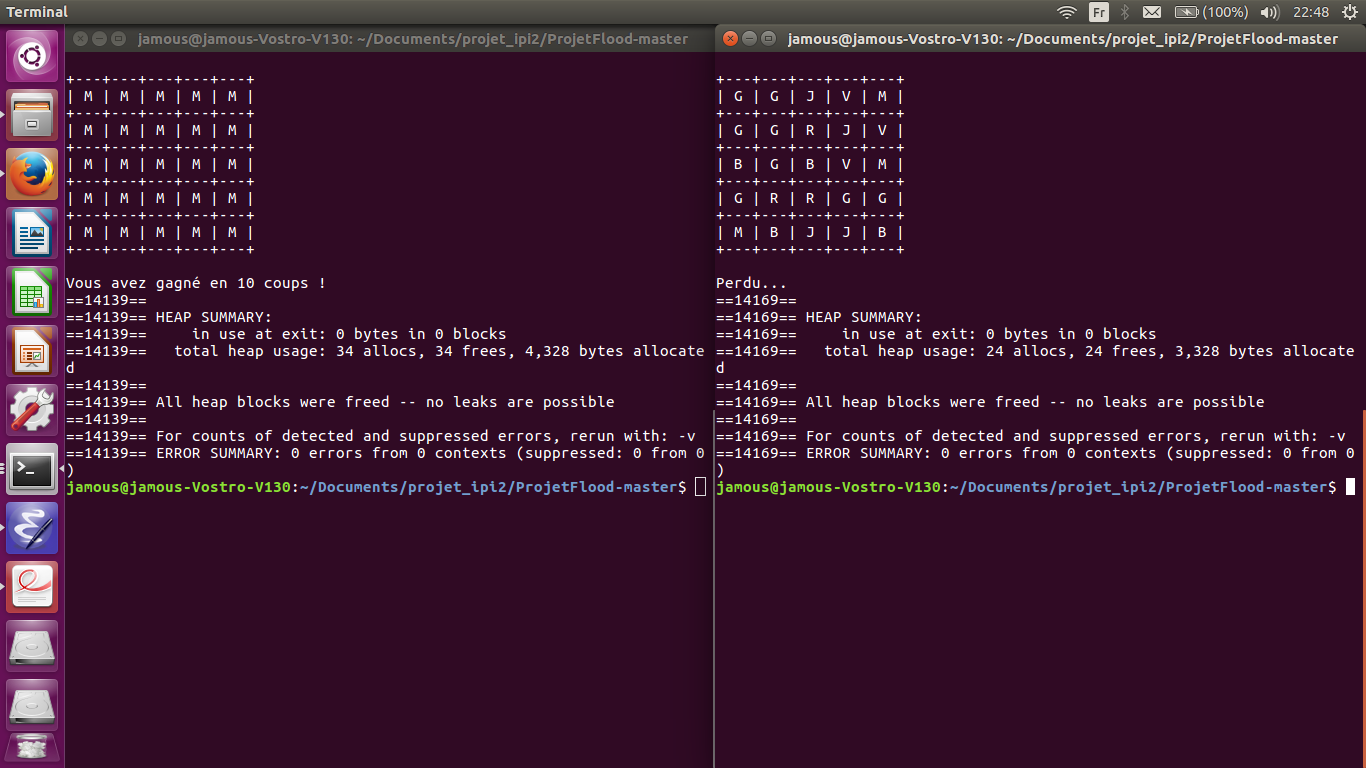 Terminal
Fr
(100%)
22:48
jamous@jamous-Vostro-V130: ~/Documents/projet_ipi2/ProjetFlood-master
+---+---+---+---+---+
| M | M | M | M | M |
+---+---+---+---+---+
| M | M | M | M | M |
+---+---+---+---+---+
| M | M | M | M | M |
+---+---+---+---+---+
| M | M | M | M | M |
+---+---+---+---+---+
| M | M | M | M | M |
+---+---+---+---+---+
Vous avez gagné en 10 coups !
==14139==
==14139== HEAP SUMMARY:
==14139==     in use at exit: 0 bytes in 0 blocks
==14139==   total heap usage: 34 allocs, 34 frees, 4,328 bytes allocate
d
==14139==
==14139== All heap blocks were freed -- no leaks are possible
==14139==
==14139== For counts of detected and suppressed errors, rerun with: -v
==14139== ERROR SUMMARY: 0 errors from 0 contexts (suppressed: 0 from 0
)
jamous@jamous-Vostro-V130:~/Documents/projet_ipi2/ProjetFlood-master$
jamous@jamous-Vostro-V130: ~/Documents/projet_ipi2/ProjetFlood-master
+---+---+---+---+---+
| G | G | J | V | M |
+---+---+---+---+---+
| G | G | R | J | V |
+---+---+---+---+---+
| B | G | B | V | M |
+---+---+---+---+---+
| G | R | R | G | G |
+---+---+---+---+---+
| M | B | J | J | B |
+---+---+---+---+---+
Perdu...
==14169==
==14169== HEAP SUMMARY:
==14169==     in use at exit: 0 bytes in 0 blocks
==14169==   total heap usage: 24 allocs, 24 frees, 3,328 bytes allocate
d
==14169==
==14169== All heap blocks were freed -- no leaks are possible
==14169==
==14169== For counts of detected and suppressed errors, rerun with: -v
==14169== ERROR SUMMARY: 0 errors from 0 contexts (suppressed: 0 from 0
)
jamous@jamous-Vostro-V130:~/Documents/projet_ipi2/ProjetFlood-master$